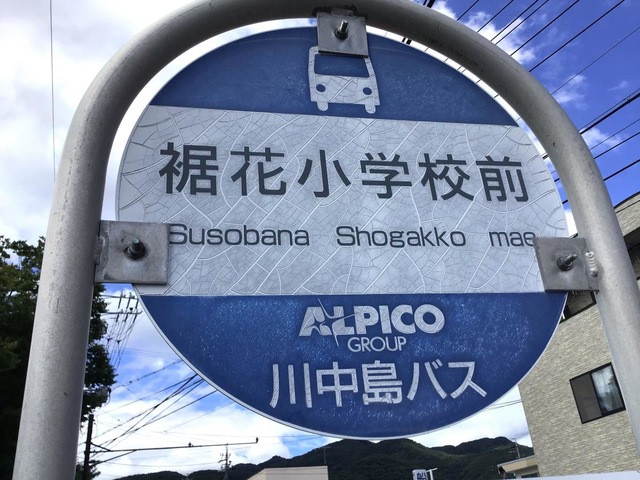 裾花小学校前
Susobana Shogakko mae
ALPICO
GROUP
川中島バス